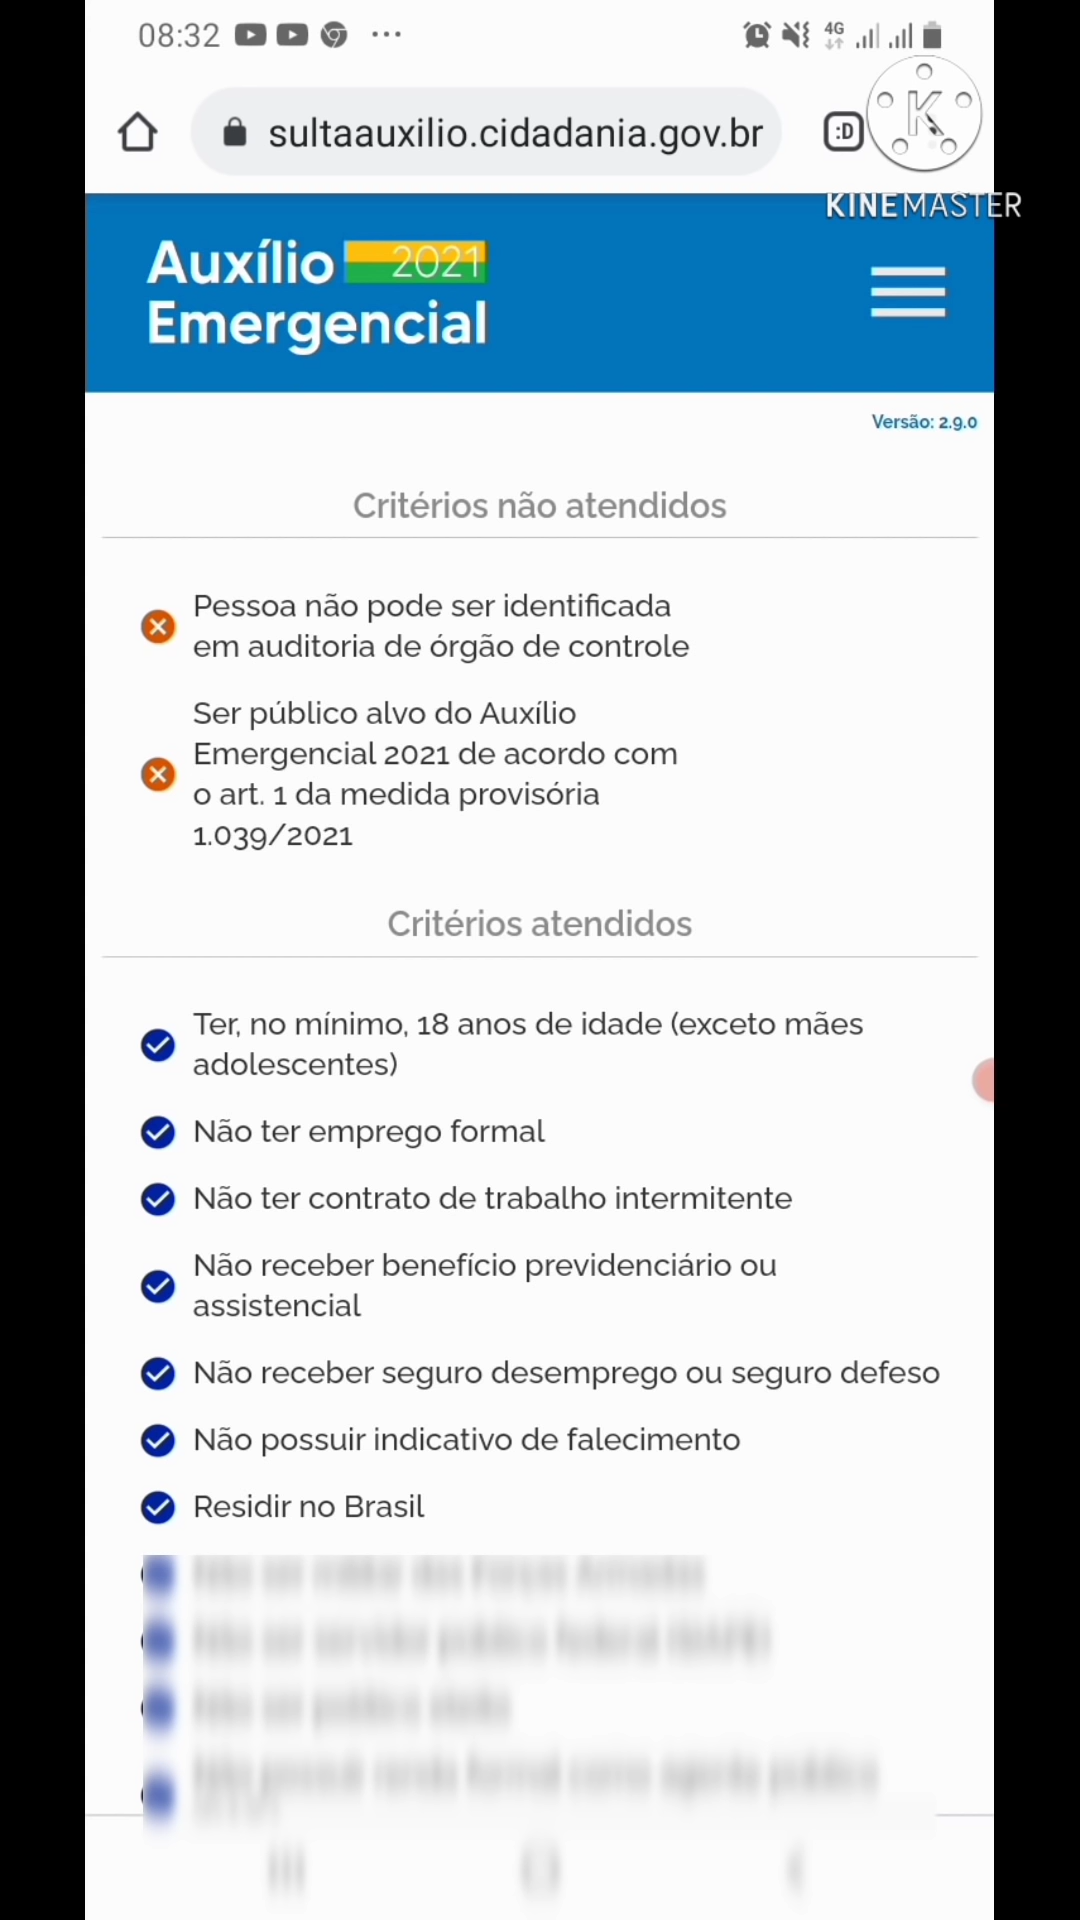 08:32
4G
sultaauxilio.cidadania.gov.br
:D
K
KINEMASTER
Auxílio 2021
Emergencial
Versão: 2.9.0
Critérios não atendidos
Pessoa não pode ser identificada
em auditoria de órgão de controle
Ser público alvo do Auxílio
Emergencial 2021 de acordo com
o art. 1 da medida provisória
1.039/2021
Critérios atendidos
Ter, no mínimo, 18 anos de idade (exceto mães
adolescentes)
Não ter emprego formal
Não ter contrato de trabalho intermitente
Não receber benefício previdenciário ou
assistencial
Não receber seguro desemprego ou seguro defeso
Não possuir indicativo de falecimento
Residir no Brasil